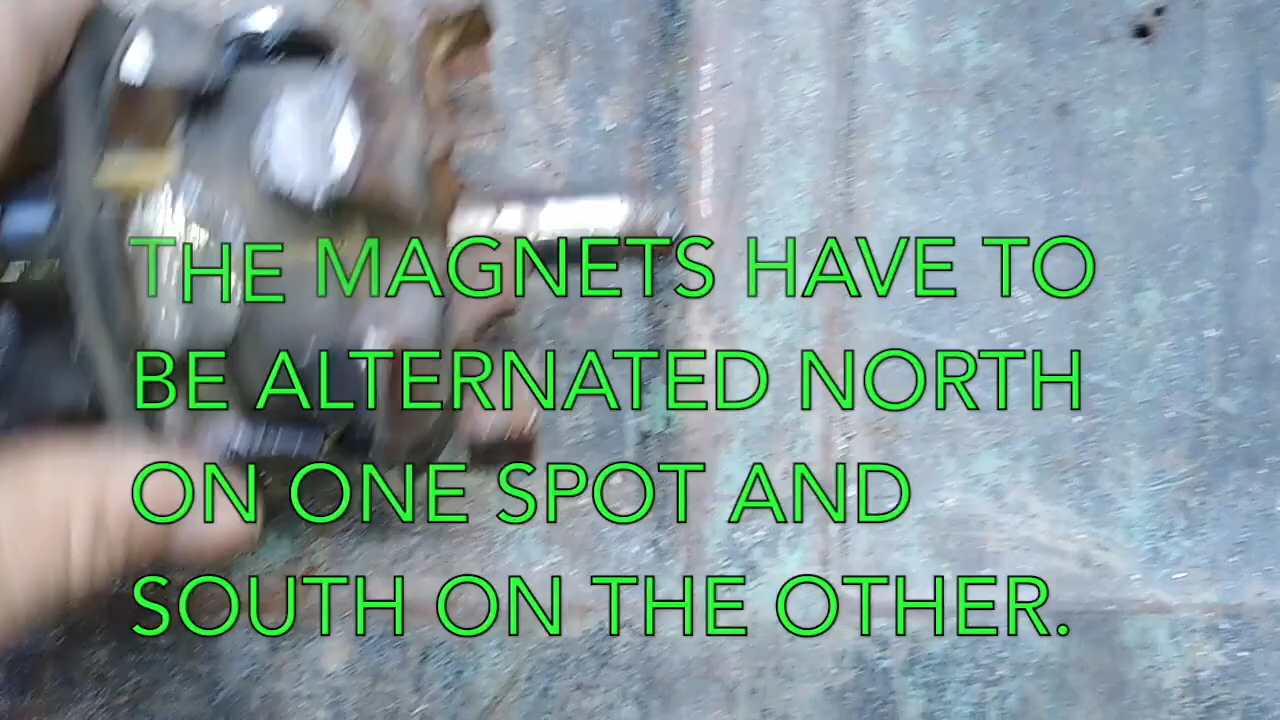 THE MAGNETS HAVE TO
BE ALTERNATED NORTH
ON ONE SPOT AND
SOUTH ON THE OTHER.